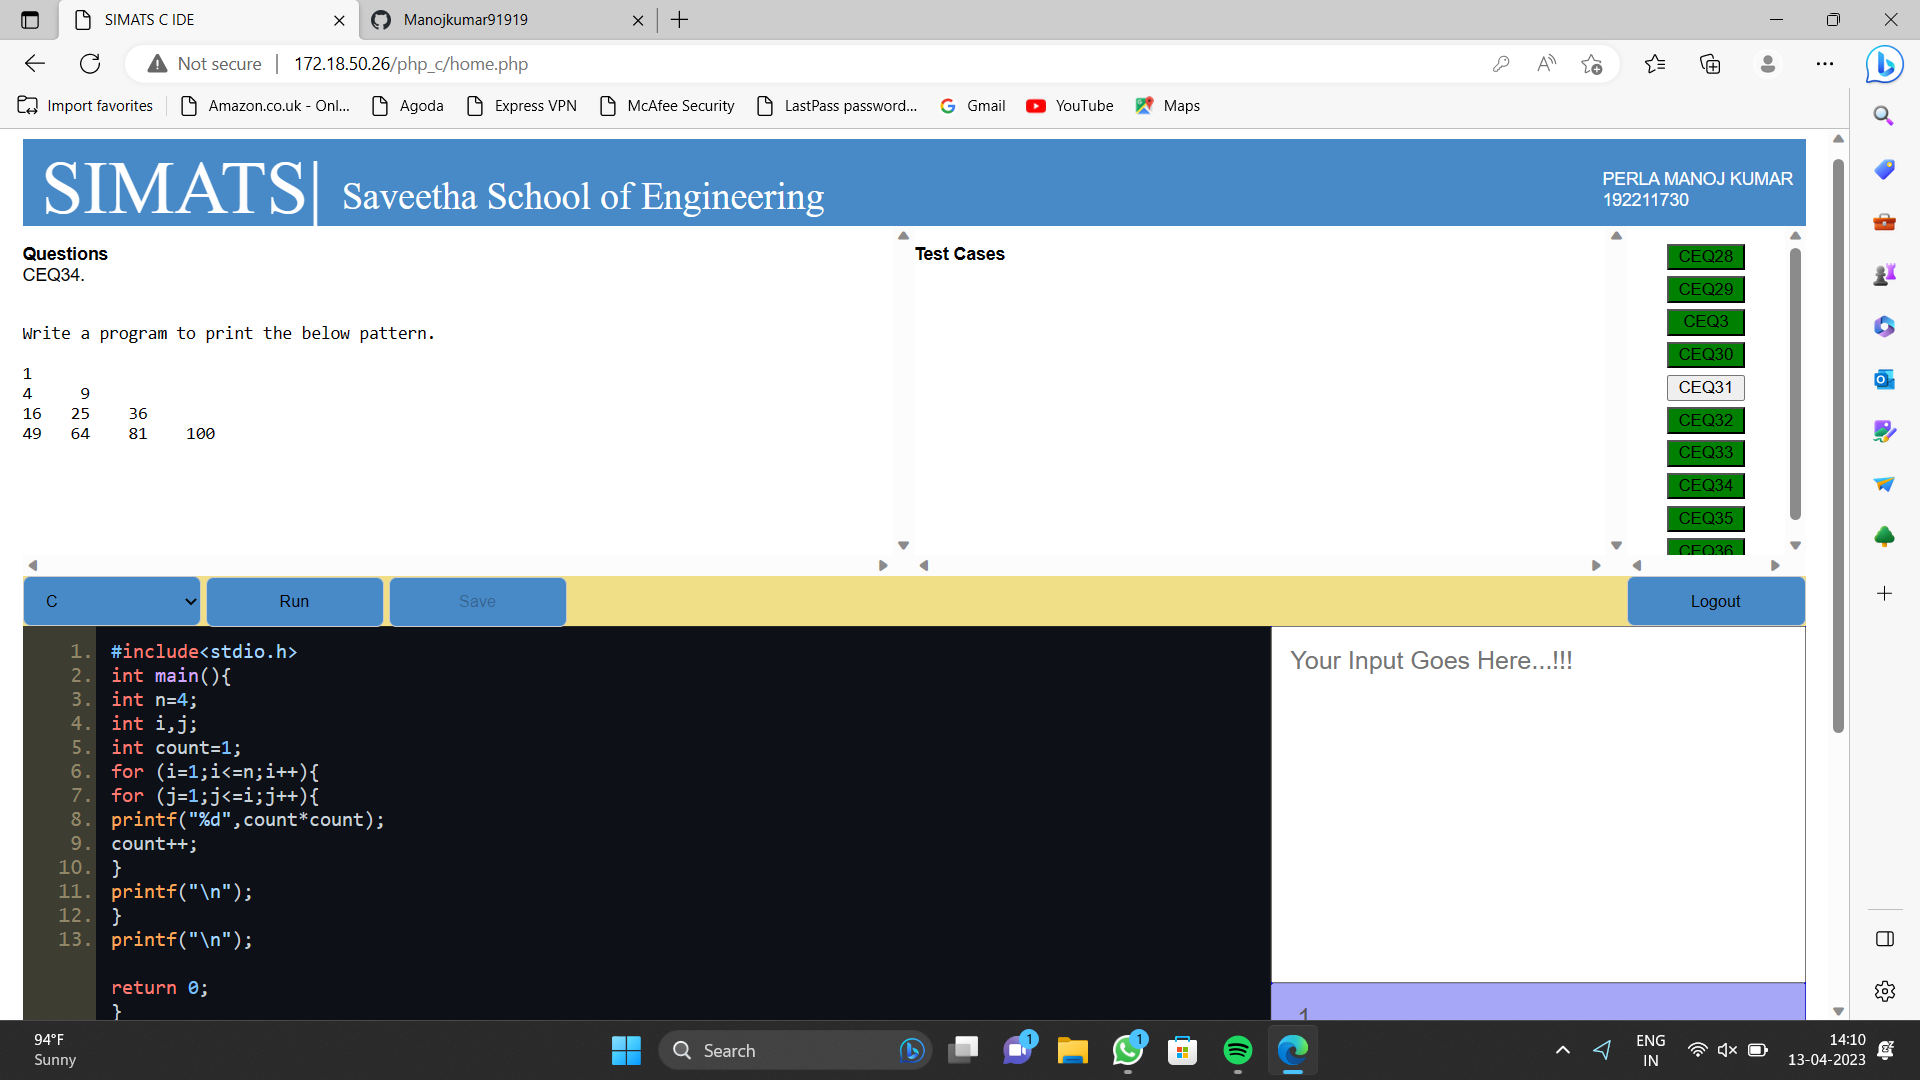 SIMATS C IDE
Manojkumar91919
Not secure
172.18.50.26/php_c/home.php
Import favorites
Amazon.co.uk - Onl...
Agoda
Express VPN
McAfee Security
LastPass password...
Gmail
YouTube
Maps
SIMATS| Saveetha School of Engineering
PERLA MANOJ KUMAR
192211730
Questions
CEQ34.
Write a program to print the below pattern.
1
4 9
16 25 36
49 64 81 100
Test Cases
CEQ28
CEQ29
CEQ3
CEQ30
CEQ31
CEQ32
CEQ33
CEQ34
CEQ35
CEQ36
C
Run
Save
Logout
1. #include<stdio.h>
2. int main(){
3. int n=4;
4. int i,j;
5. int count=1;
6. for (i=1;i<=n;i++){
7. for (j=1;j<=i;j++){
8. printf("%d",count*count);
9. count++;
10. }
11. printf("\n");
12. }
13. printf("\n");
return 0;
}
Your Input Goes Here...!!!
1
94°F
Sunny
Search
1
1
ENG
IN
14:10
13-04-2023